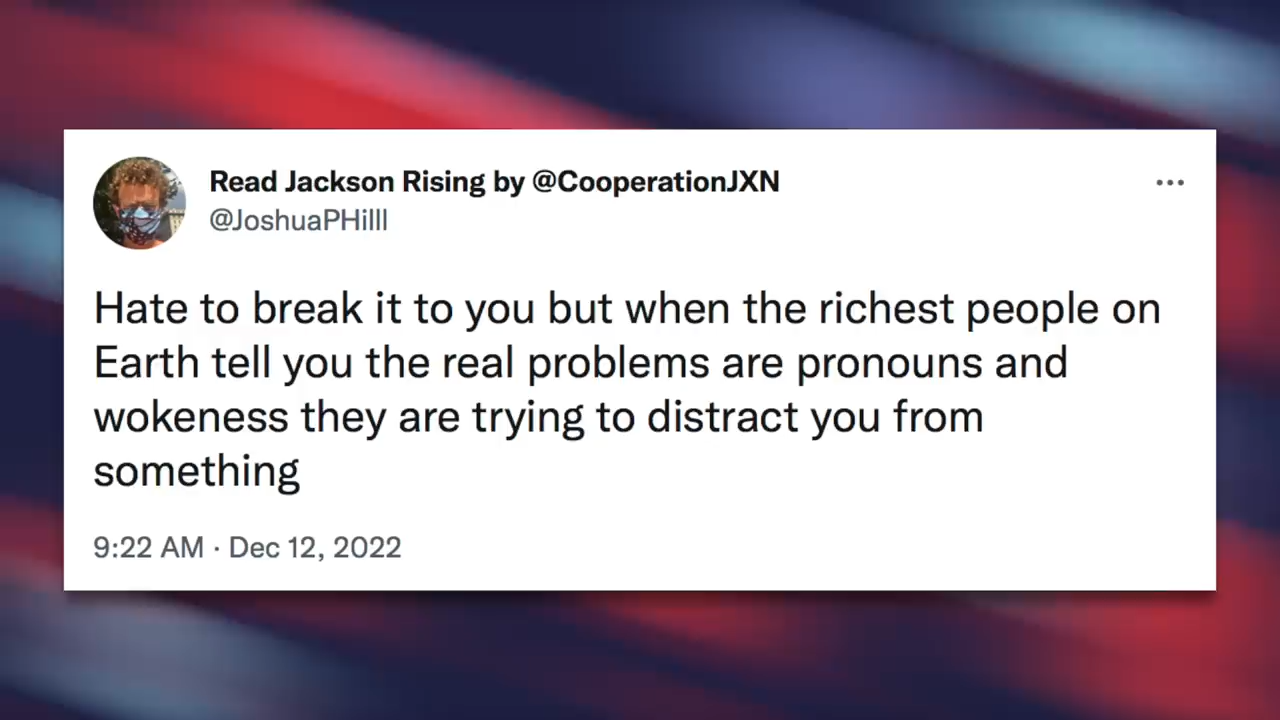 Read Jackson Rising by @CooperationJXN
@JoshuaPHilll
Hate to break it to you but when the richest people on
Earth tell you the real problems are pronouns and
wokeness they are trying to distract you from
something
9:22 AM · Dec 12, 2022